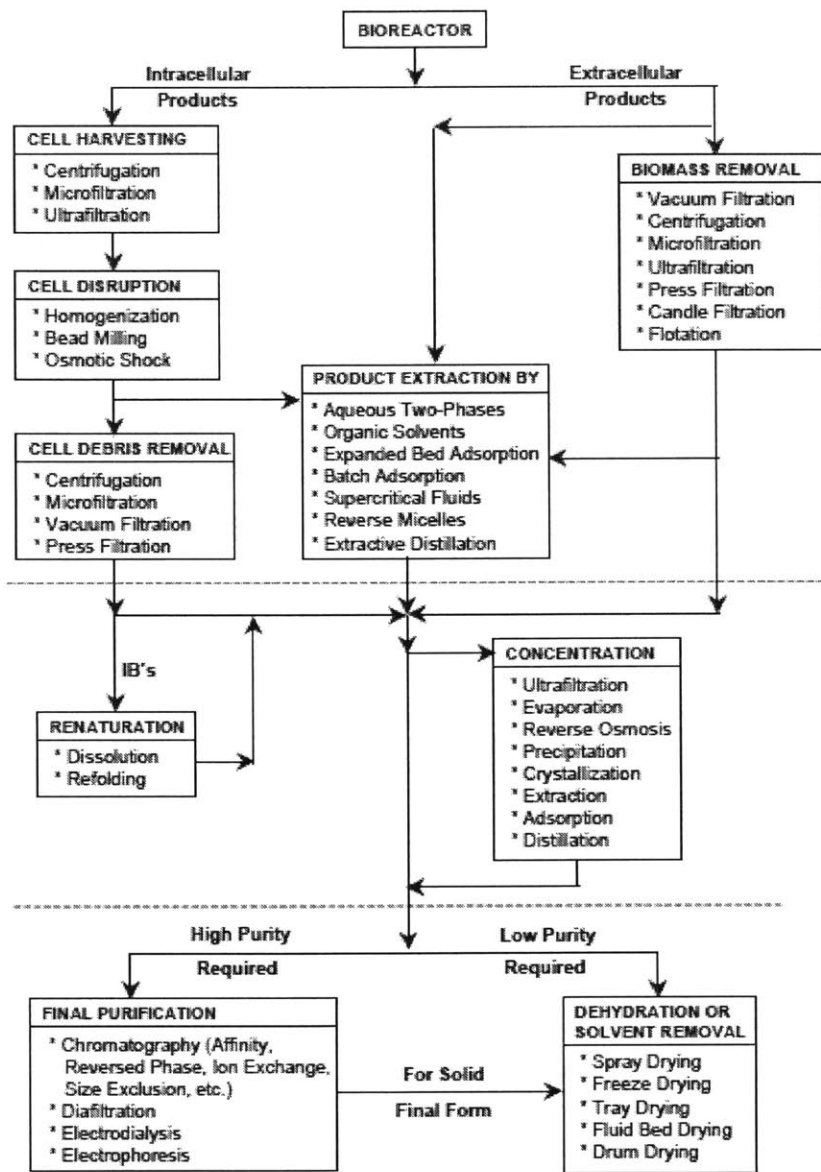 BIOREACTOR
Intracellular
Products
Extracellular
Products
CELL HARVESTING
* Centrifugation
* Microfiltration
* Ultrafiltration
BIOMASS REMOVAL
* Vacuum Filtration
* Centrifugation
* Microfiltration
* Ultrafiltration
* Press Filtration
* Candle Filtration
* Flotation
CELL DISRUPTION
* Homogenization
* Bead Milling
* Osmotic Shock
PRODUCT EXTRACTION BY
* Aqueous Two-Phases
* Organic Solvents
* Expanded Bed Adsorption
* Batch Adsorption
* Supercritical Fluids
* Reverse Micelles
* Extractive Distillation
CELL DEBRIS REMOVAL
* Centrifugation
* Microfiltration
* Vacuum Filtration
* Press Filtration
IB's
RENATURATION
* Dissolution
* Refolding
CONCENTRATION
* Ultrafiltration
* Evaporation
* Reverse Osmosis
* Precipitation
* Crystallization
* Extraction
* Adsorption
* Distillation
High Purity
Required
Low Purity
Required
FINAL PURIFICATION
* Chromatography (Affinity,
Reversed Phase, Ion Exchange,
Size Exclusion, etc.)
* Diafiltration
* Electrodialysis
* Electrophoresis
For Solid
Final Form
DEHYDRATION OR
SOLVENT REMOVAL
* Spray Drying
* Freeze Drying
* Tray Drying
* Fluid Bed Drying
* Drum Drying